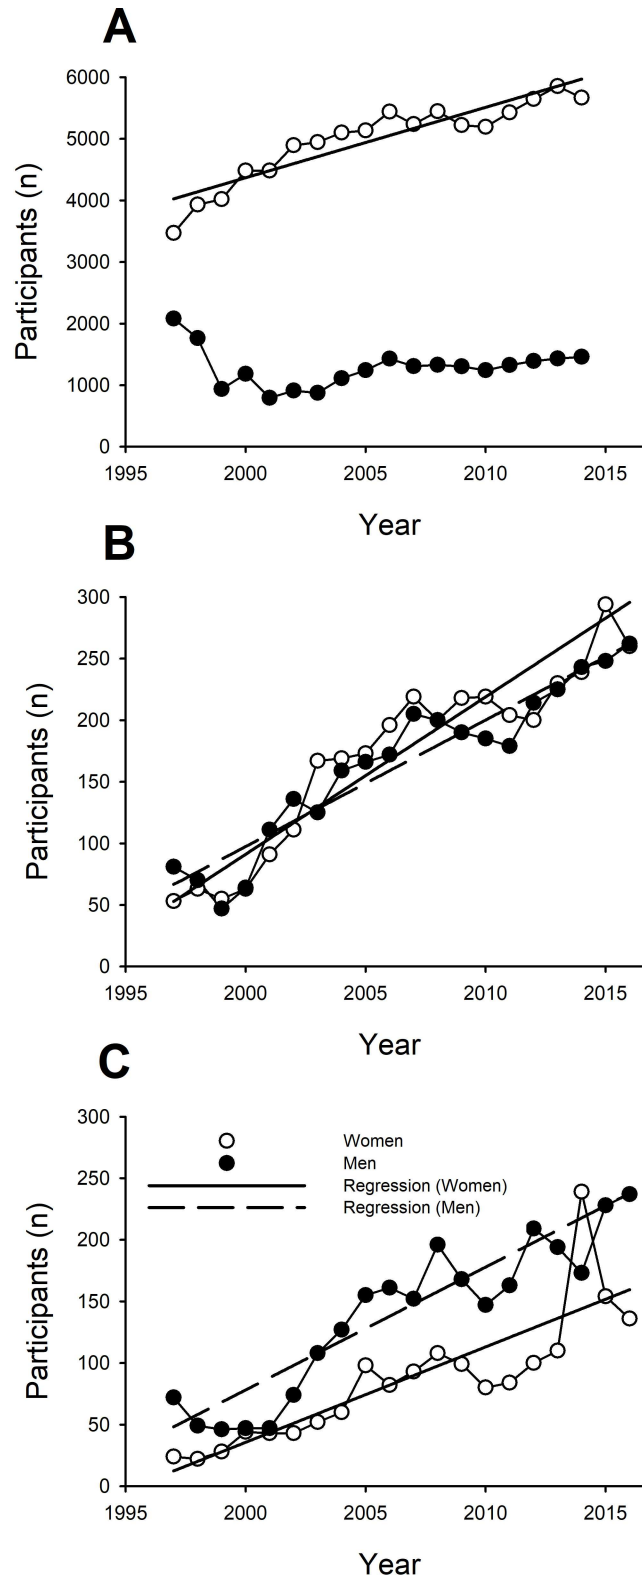 A
6000
5000
4000
3000
2000
1000
0
Participants (n)
1995 2000 2005 2010 2015
Year
B
300
250
200
150
100
50
0
Participants (n)
1995 2000 2005 2010 2015
Year
C
300
250
200
150
100
50
0
Participants (n)
Women
Men
Regression (Women)
Regression (Men)
1995 2000 2005 2010 2015
Year